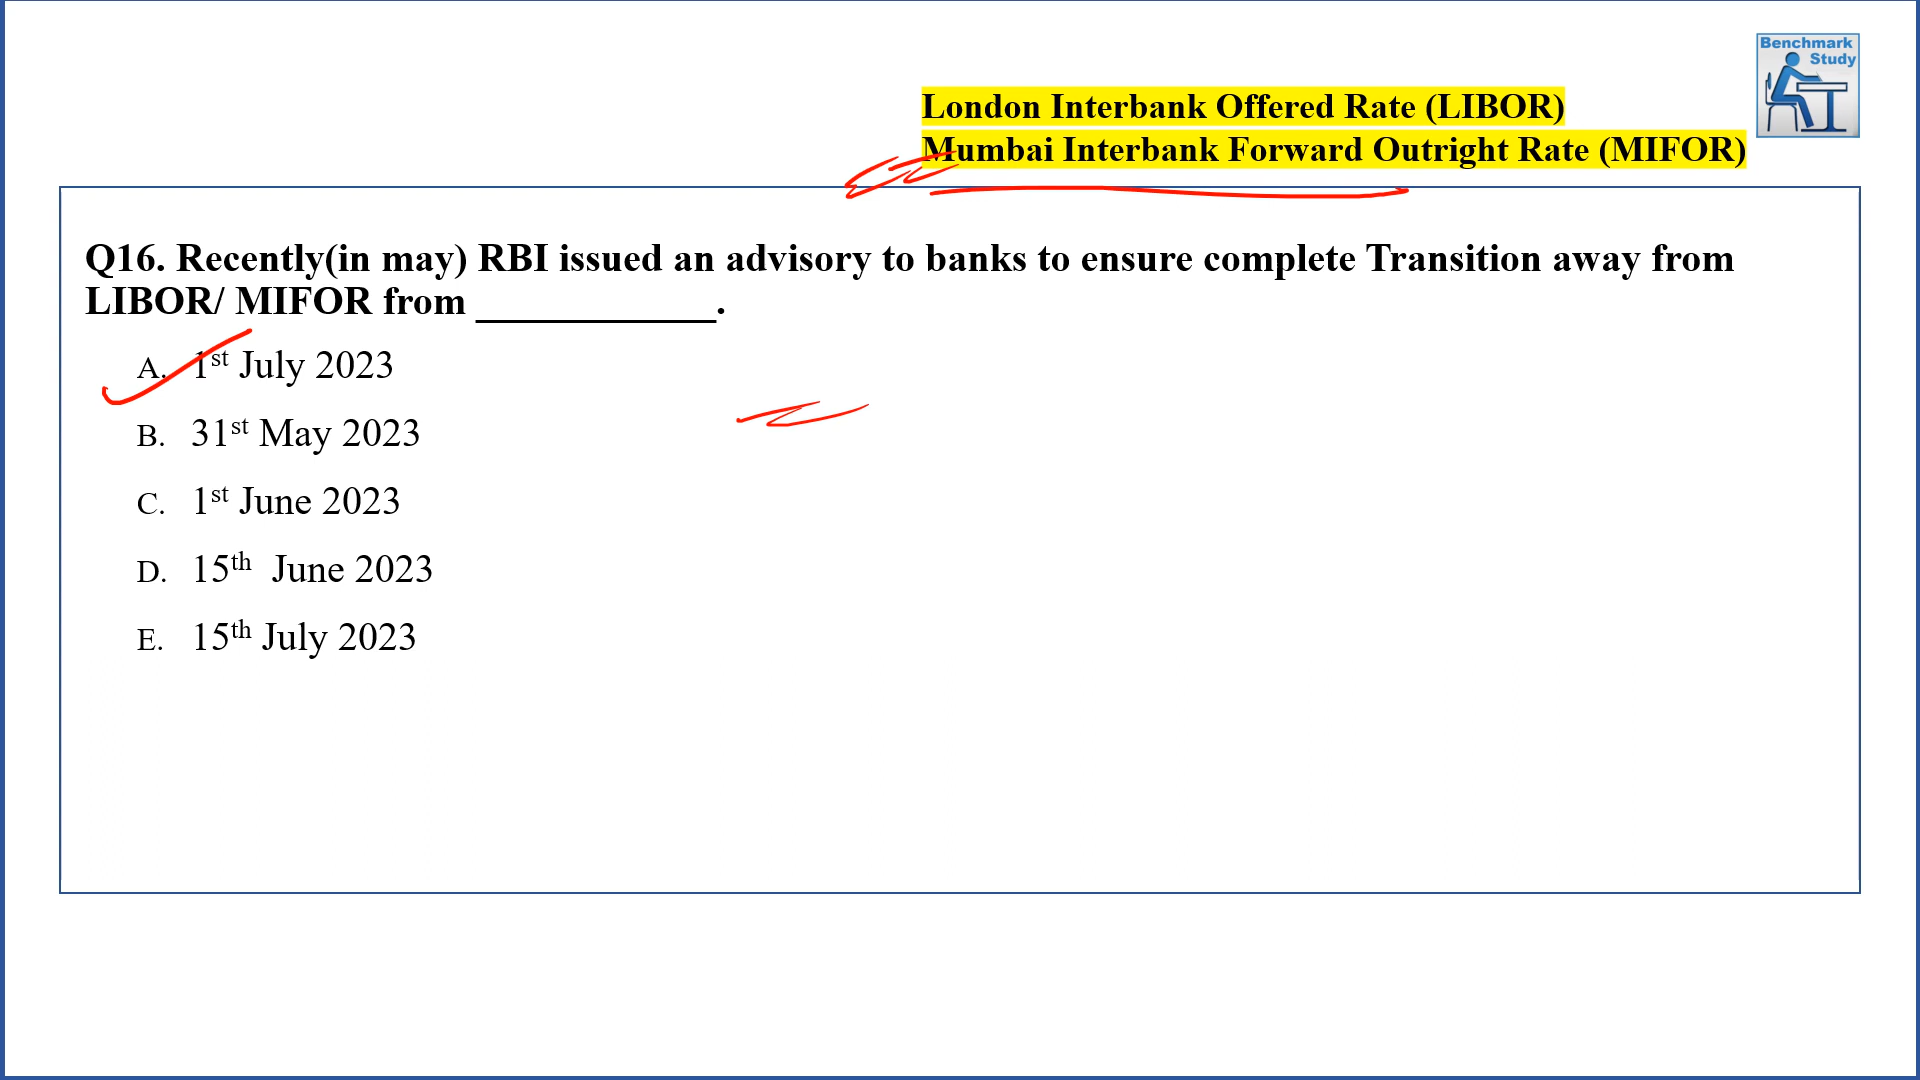 Benchmark
Study
London Interbank Offered Rate (LIBOR)
Mumbai Interbank Forward Outright Rate (MIFOR)
Q16. Recently(in may) RBI issued an advisory to banks to ensure complete Transition away from
LIBOR/ MIFOR from ____________.
A. 1st July 2023
B. 31st May 2023
C. 1st June 2023
D. 15th June 2023
E. 15th July 2023